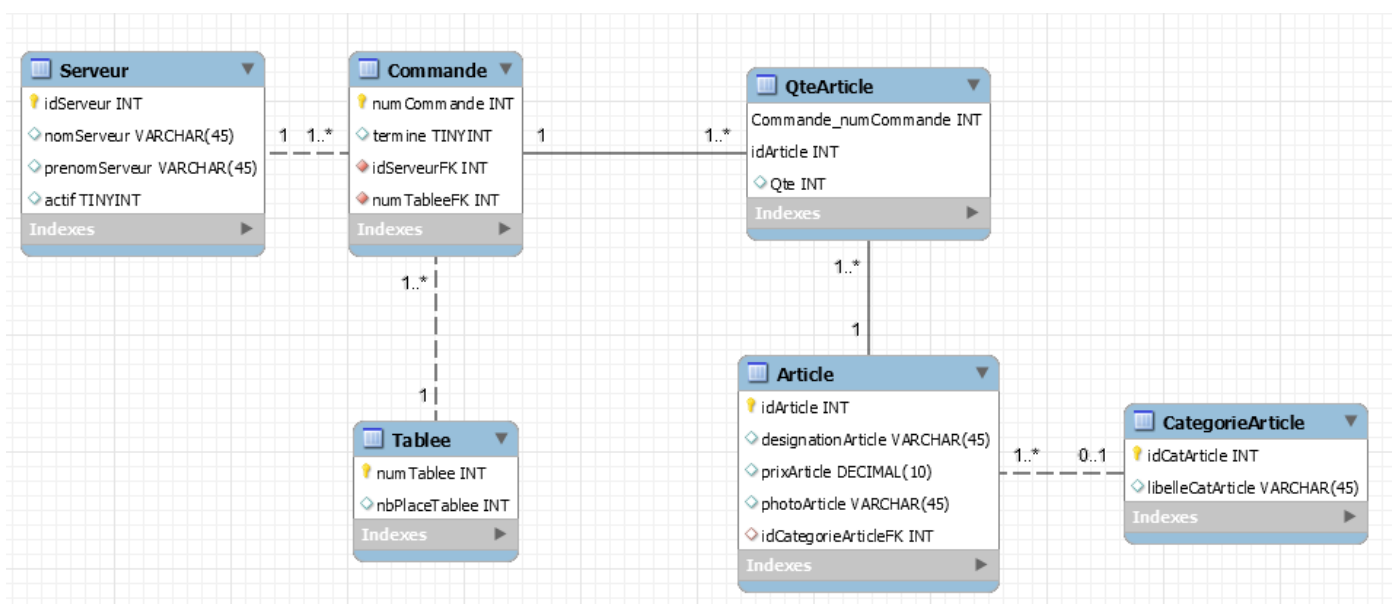 Serveur
idServeur INT
nomServeur VARCHAR(45)
prenomServeur VARCHAR(45)
actif TINYINT
Indexes
1 1..*
Commande
numCommande INT
termine TINYINT
idServeurFK INT
numTableeFK INT
Indexes
1 1..*
QteArticle
Commande_numCommande INT
idArticle INT
Qte INT
Indexes
1..*
1
1..*
1
Tablee
numTablee INT
nbPlaceTablee INT
Indexes
Article
idArticle INT
designationArticle VARCHAR(45)
prixArticle DECIMAL(10)
photoArticle VARCHAR(45)
idCategorieArticleFK INT
Indexes
1..* 0..1
CategorieArticle
idCatArticle INT
libelleCatArticle VARCHAR(45)
Indexes